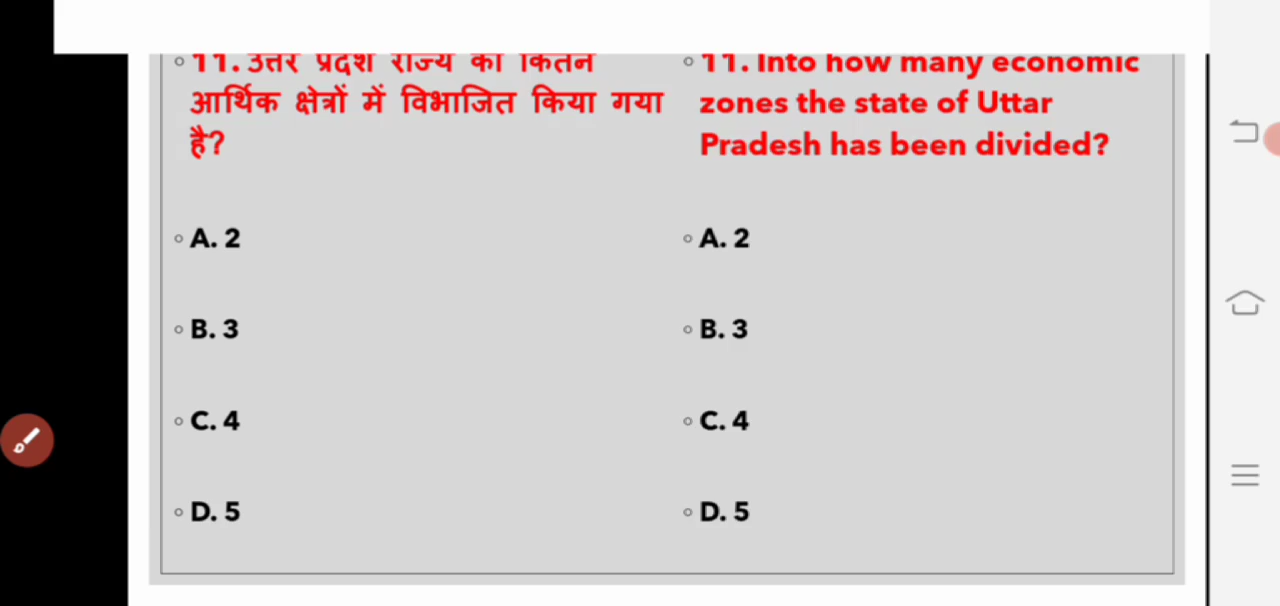 11. उत्तर प्रदेश राज्य को कितने
आर्थिक क्षेत्रों में विभाजित किया गया
है?
A. 2
B. 3
C. 4
D. 5
11. Into how many economic
zones the state of Uttar
Pradesh has been divided?
A. 2
B. 3
C. 4
D. 5